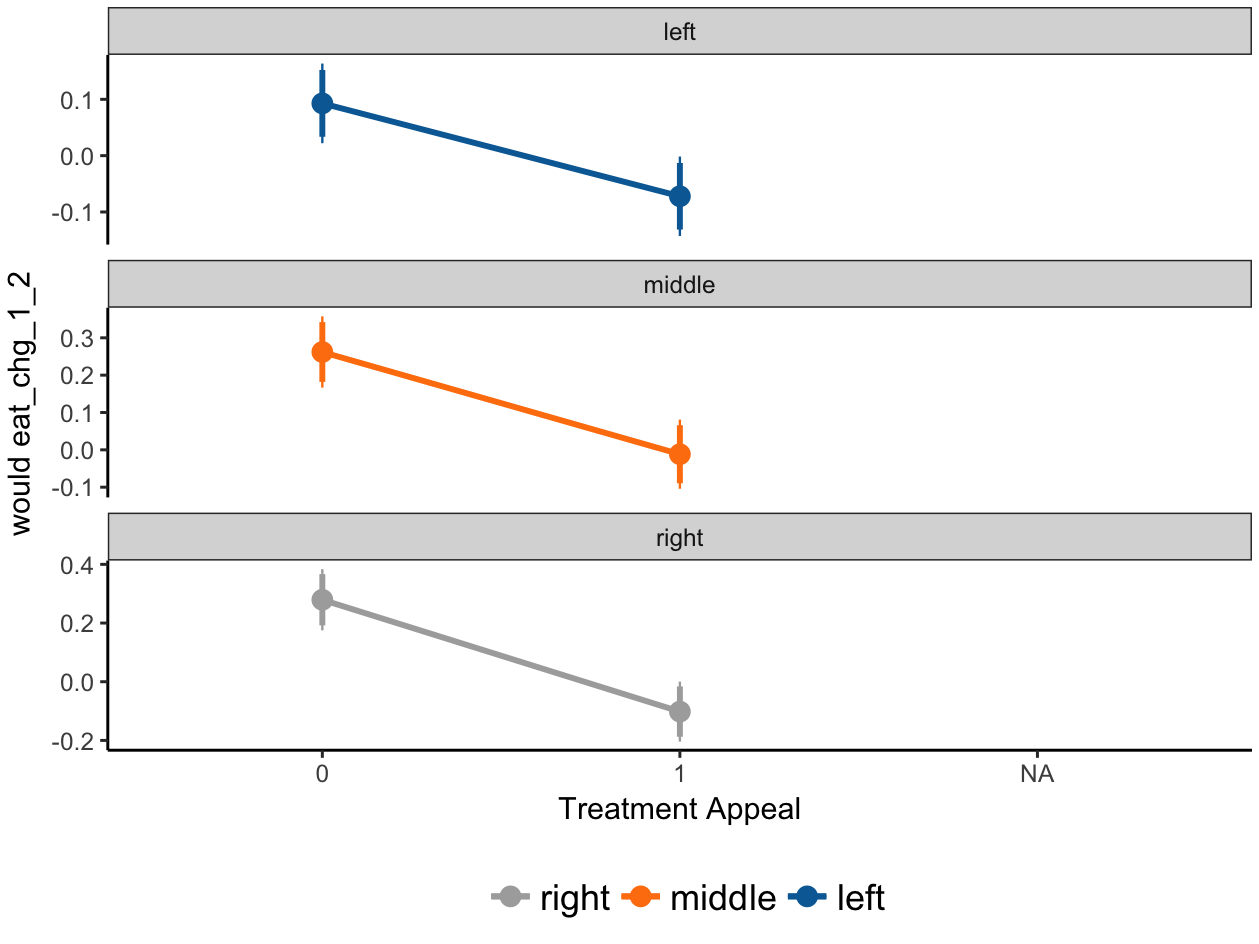 left
0.1
0.0
-0.1
would eat_chg_1_2
middle
0.3
0.2
0.1
0.0
-0.1
right
0.4
0.2
0.0
-0.2
0 1 NA
Treatment Appeal
right middle left